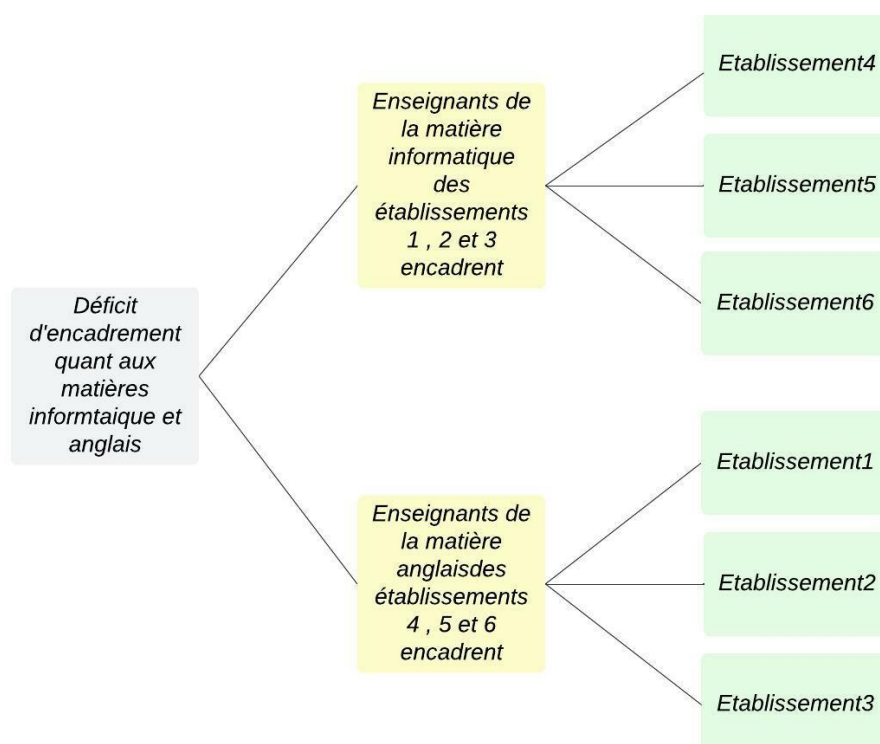 Déficit
d'encadrement
quant aux
matières
informtaique et
anglais
Enseignants de
la matière
informatique
des
établissements
1 , 2 et 3
encadrent
Etablissement4
Etablissement5
Etablissement6
Enseignants de
la matière
anglaisdes
établissements
4 , 5 et 6
encadrent
Etablissement1
Etablissement2
Etablissement3